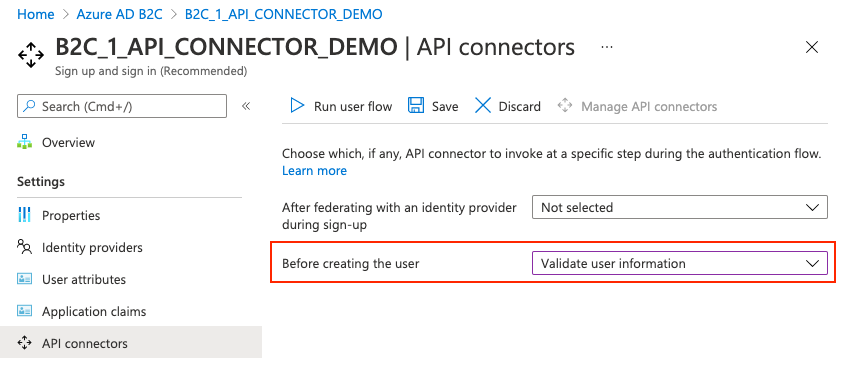 Home > Azure AD B2C > B2C_1_API_CONNECTOR_DEMO
B2C_1_API_CONNECTOR_DEMO | API connectors ...
Sign up and sign in (Recommended)
Search (Cmd+/)
«
Run user flow
Save
Discard
Manage API connectors
Overview
Settings
Properties
Identity providers
User attributes
Application claims
API connectors
Choose which, if any, API connector to invoke at a specific step during the authentication flow.
Learn more
After federating with an identity provider
during sign-up
Not selected
Before creating the user
Validate user information